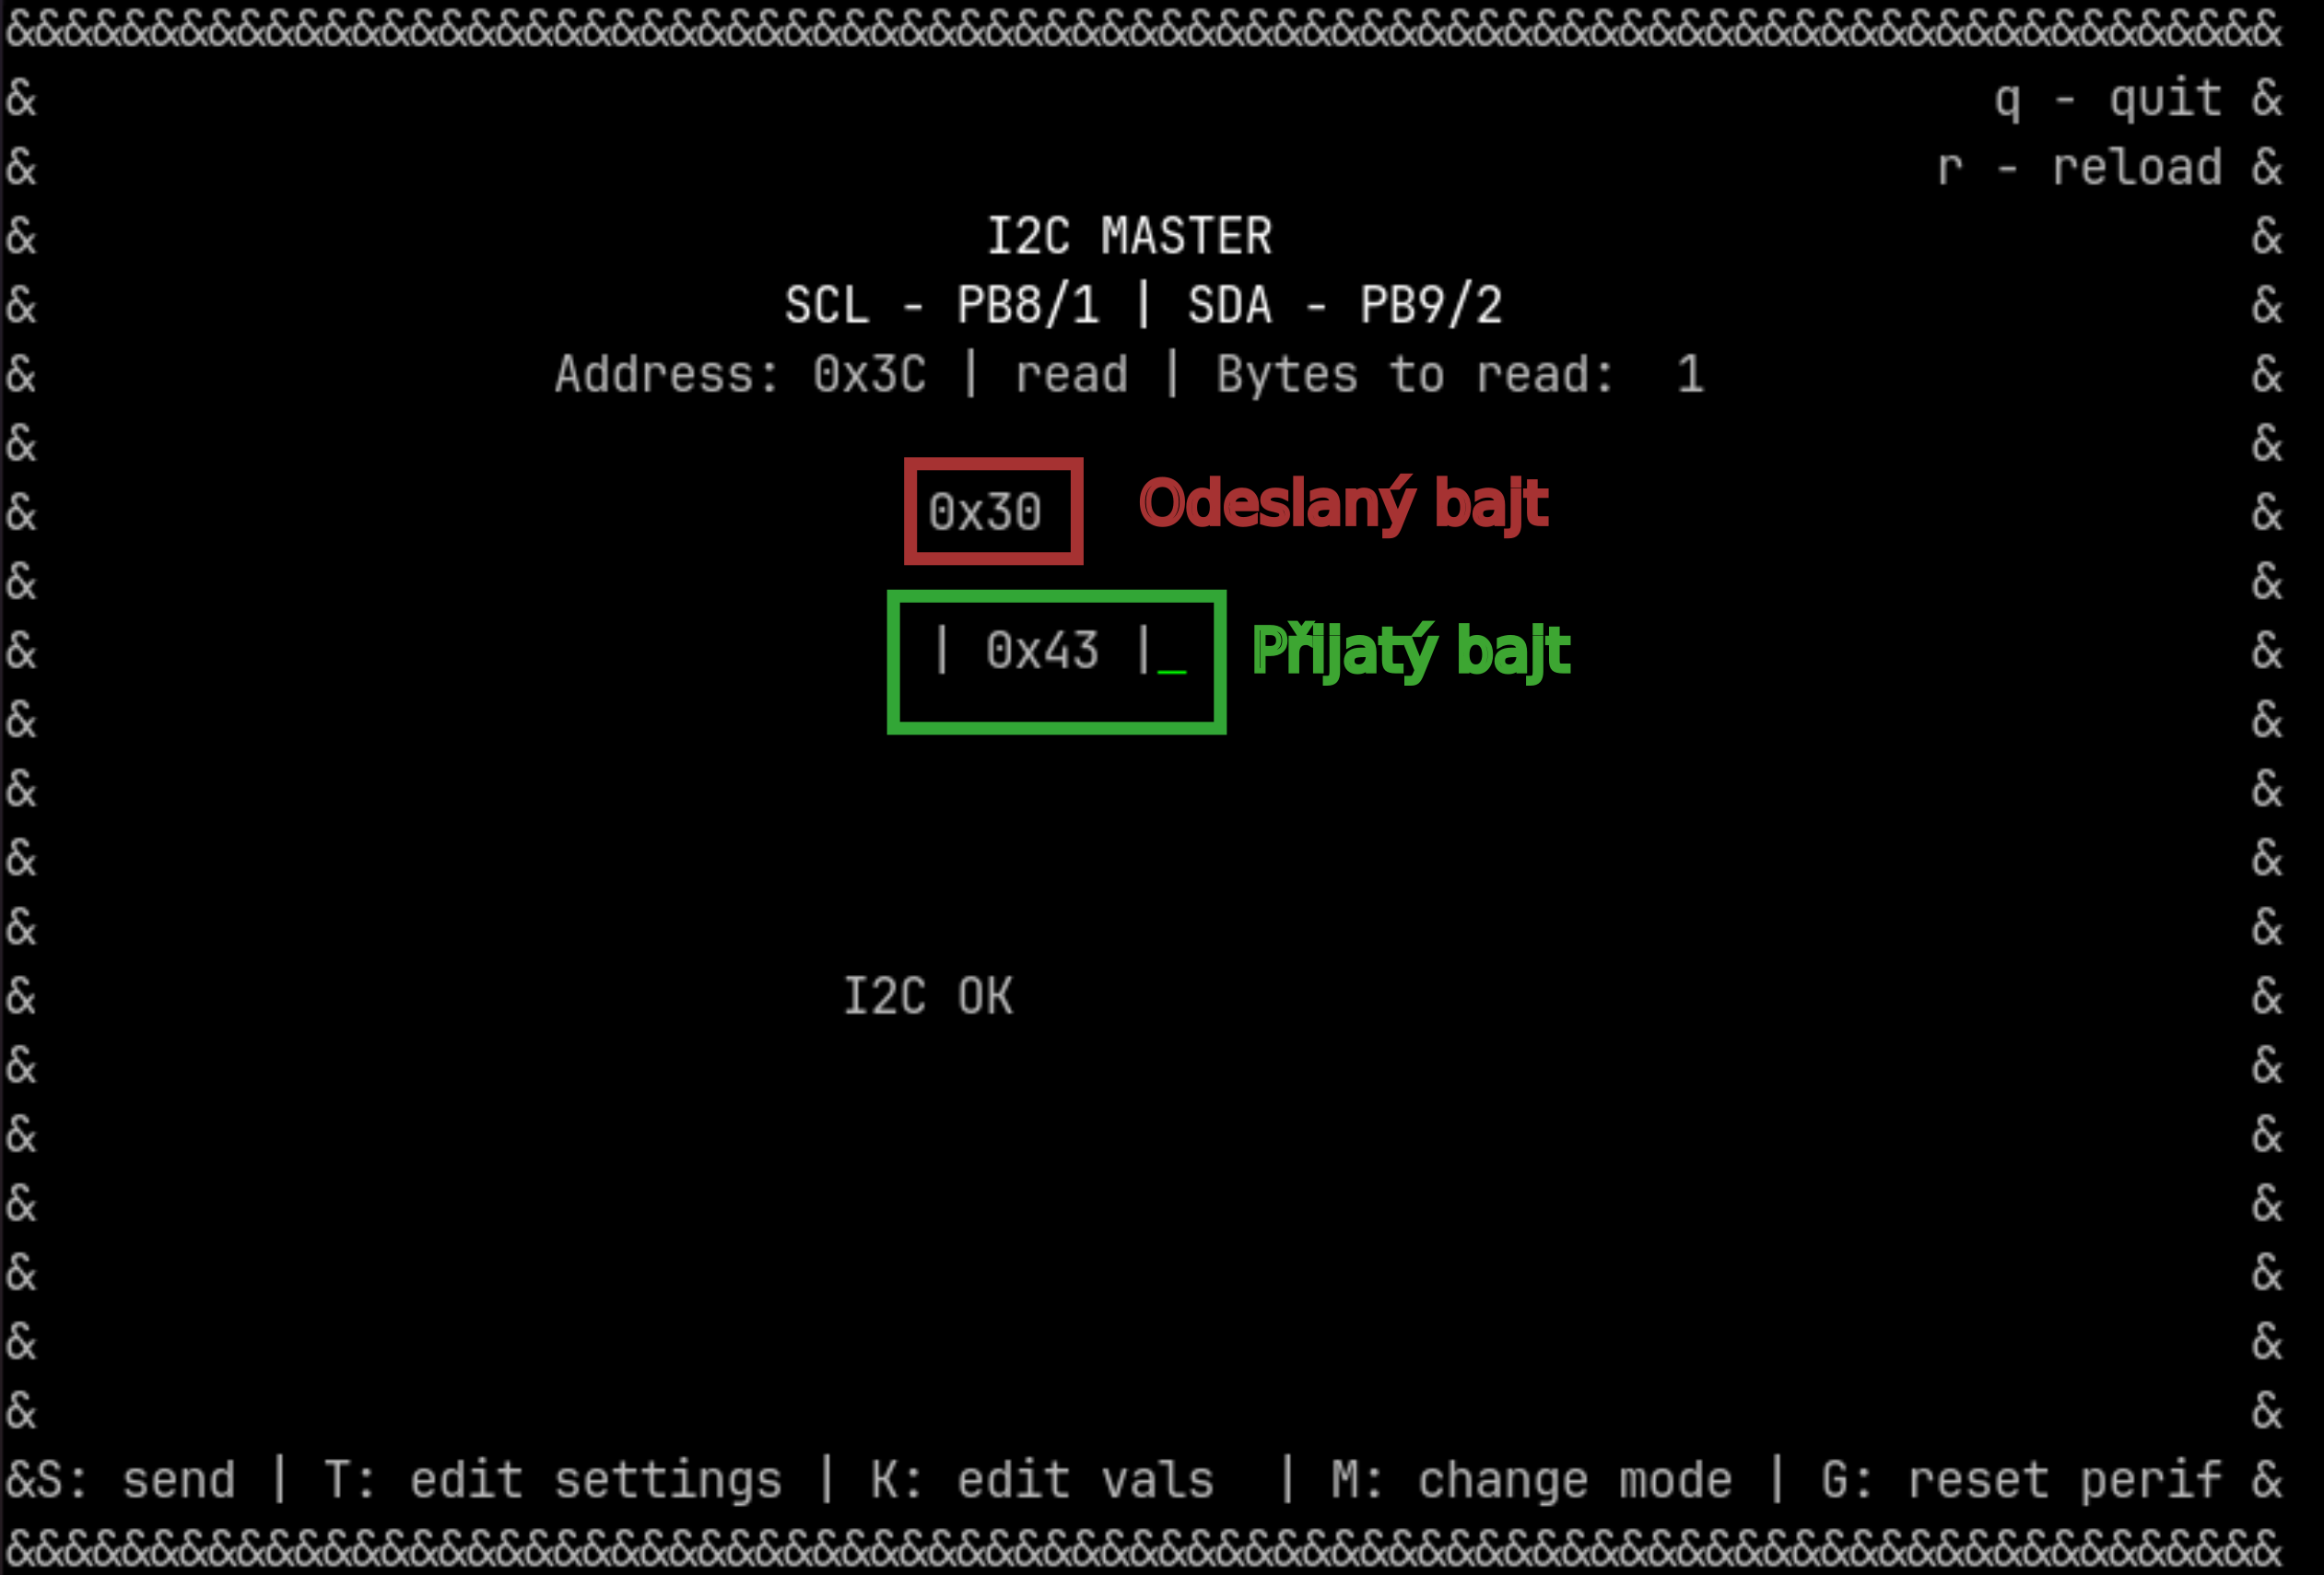 &&&&&&&&&&&&&&&&&&&&&&&&&&&&&&&&&&&&&&&&&&&&&&&&&&&&&&&&&&&&&&&&&&&&&&&&&&&&&&&
& q - quit &
& r - reload &
& I2C MASTER &
& SCL - PB8/1 | SDA - PB9/2 &
& Address: 0x3C | read | Bytes to read:  1 &
& &
& 0x30 Odeslaný bajt &
& &
& | 0x43 |_ Přijatý bajt &
& &
& &
& &
& &
& I2C OK &
& &
& &
& &
& &
& &
& &
&S: send | T: edit settings | K: edit vals  | M: change mode | G: reset perif &
&&&&&&&&&&&&&&&&&&&&&&&&&&&&&&&&&&&&&&&&&&&&&&&&&&&&&&&&&&&&&&&&&&&&&&&&&&&&&&&